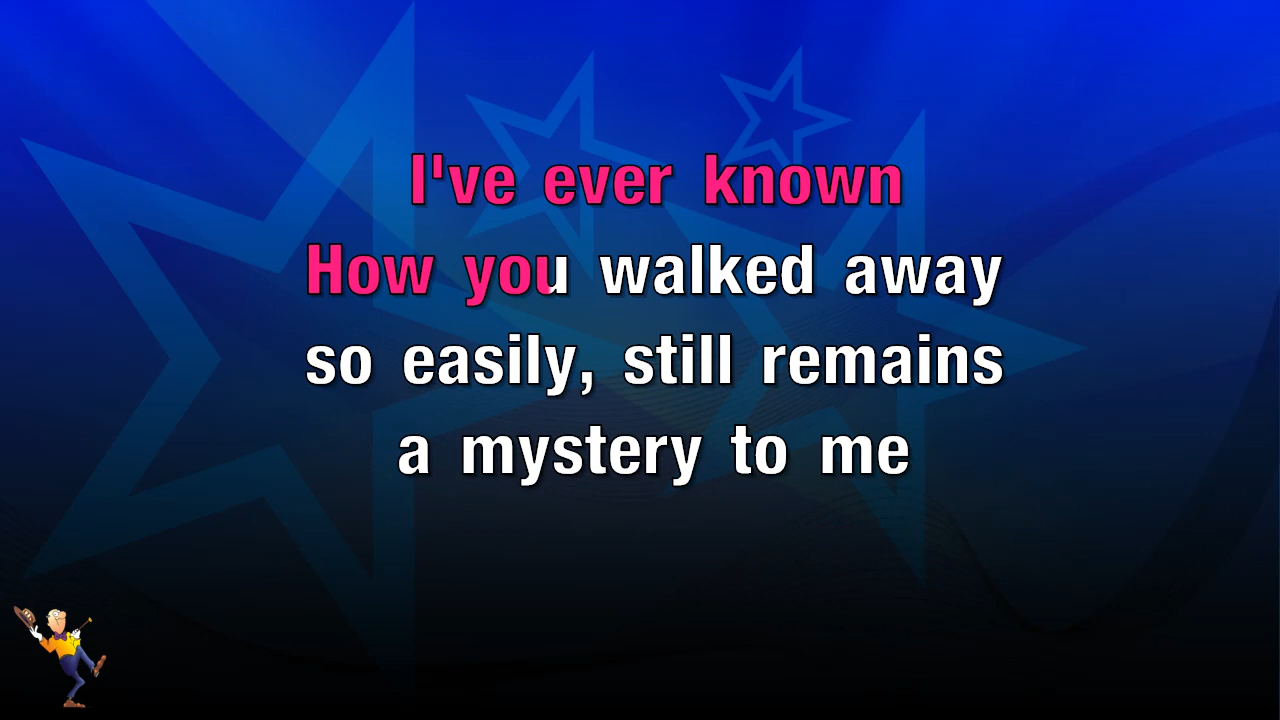 I've ever known
How you walked away
so easily, still remains
a mystery to me